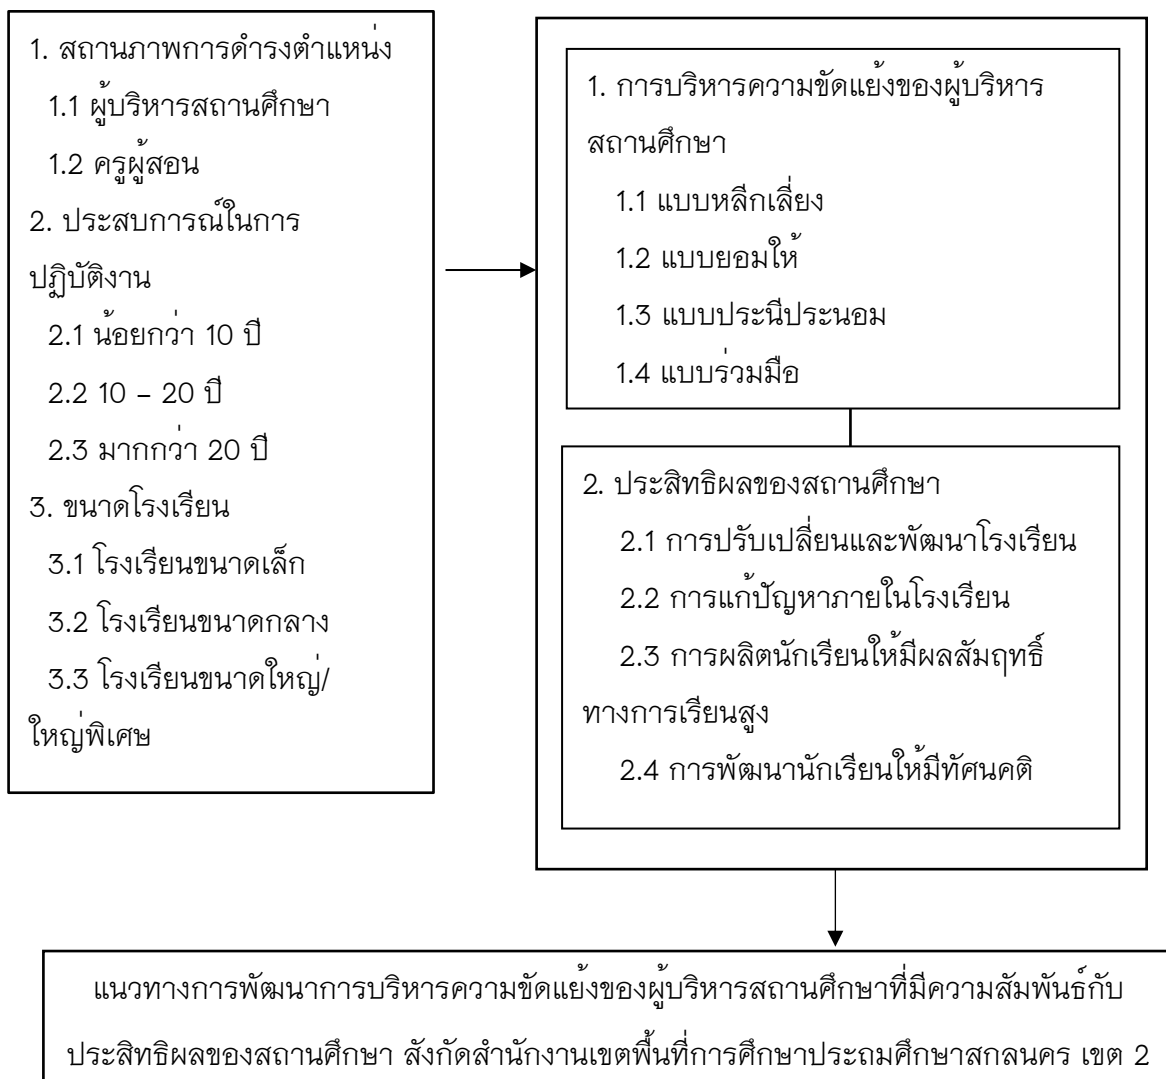 1. สถานภาพการดำรงตำแหน่ง
1.1 ผู้บริหารสถานศึกษา
1.2 ครูผู้สอน
2. ประสบการณ์ในการ
ปฏิบัติงาน
2.1 น้อยกว่า 10 ปี
2.2 10 – 20 ปี
2.3 มากกว่า 20 ปี
3. ขนาดโรงเรียน
3.1 โรงเรียนขนาดเล็ก
3.2 โรงเรียนขนาดกลาง
3.3 โรงเรียนขนาดใหญ่/
ใหญ่พิเศษ
1. การบริหารความขัดแย้งของผู้บริหาร
สถานศึกษา
1.1 แบบหลีกเลี่ยง
1.2 แบบยอมให้
1.3 แบบประนีประนอม
1.4 แบบร่วมมือ
2. ประสิทธิผลของสถานศึกษา
2.1 การปรับเปลี่ยนและพัฒนาโรงเรียน
2.2 การแก้ปัญหาภายในโรงเรียน
2.3 การผลิตนักเรียนให้มีผลสัมฤทธิ์
ทางการเรียนสูง
2.4 การพัฒนานักเรียนให้มีทัศนคติ
แนวทางการพัฒนาการบริหารความขัดแย้งของผู้บริหารสถานศึกษาที่มีความสัมพันธ์กับ
ประสิทธิผลของสถานศึกษา สังกัดสำนักงานเขตพื้นที่การศึกษาประถมศึกษาสกลนคร เขต 2